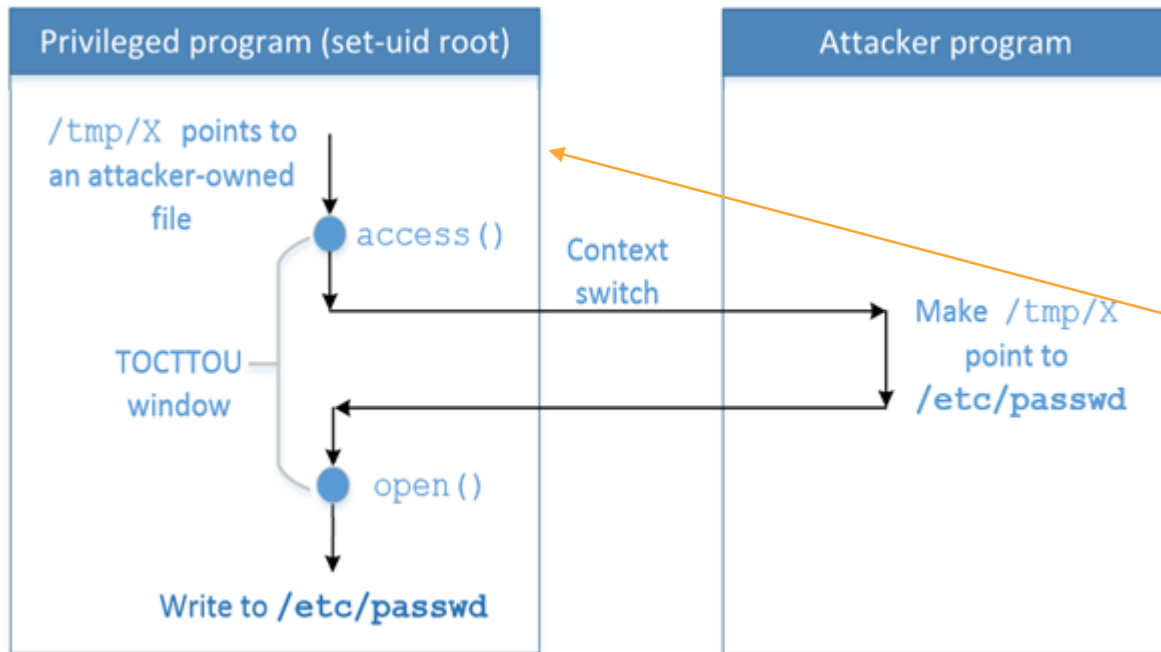 Privileged program (set-uid root)
Attacker program
/tmp/X points to
an attacker-owned
file
access()
Context
switch
Make /tmp/X
point to
/etc/passwd
TOCTTOU
window
open()
Write to /etc/passwd